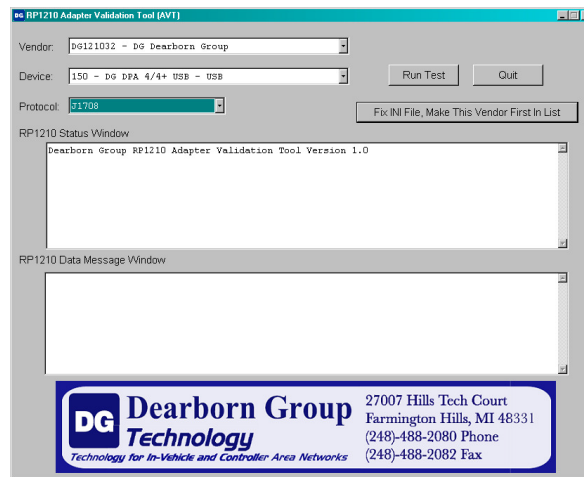 DG RP1210 Adapter Validation Tool (AVT)
Vendor: DG121032 - DG Dearborn Group
Device: 150 - DG DPA 4/4+ USB - USB
Run Test Quit
Protocol: J1708
Fix INI File, Make This Vendor First In List
RP1210 Status Window
Dearborn Group RP1210 Adapter Validation Tool Version 1.0
RP1210 Data Message Window
DG
Dearborn Group
Technology
Technology for In-Vehicle and Controller Area Networks
27007 Hills Tech Court
Farmington Hills, MI 48331
(248)-488-2080 Phone
(248)-488-2082 Fax